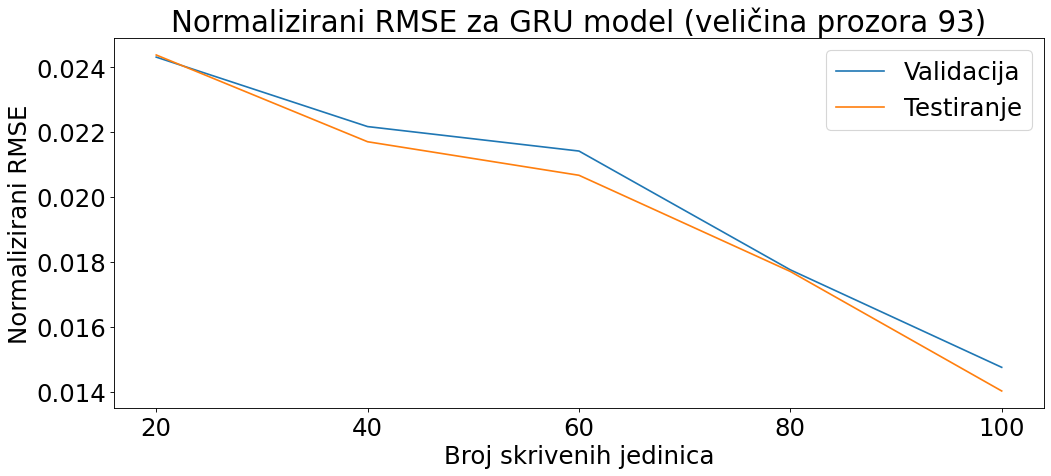 Normalizirani RMSE za GRU model (veličina prozora 93)
Validacija
Testiranje
Normalizirani RMSE
0.024
0.022
0.020
0.018
0.016
0.014
20 40 60 80 100
Broj skrivenih jedinica